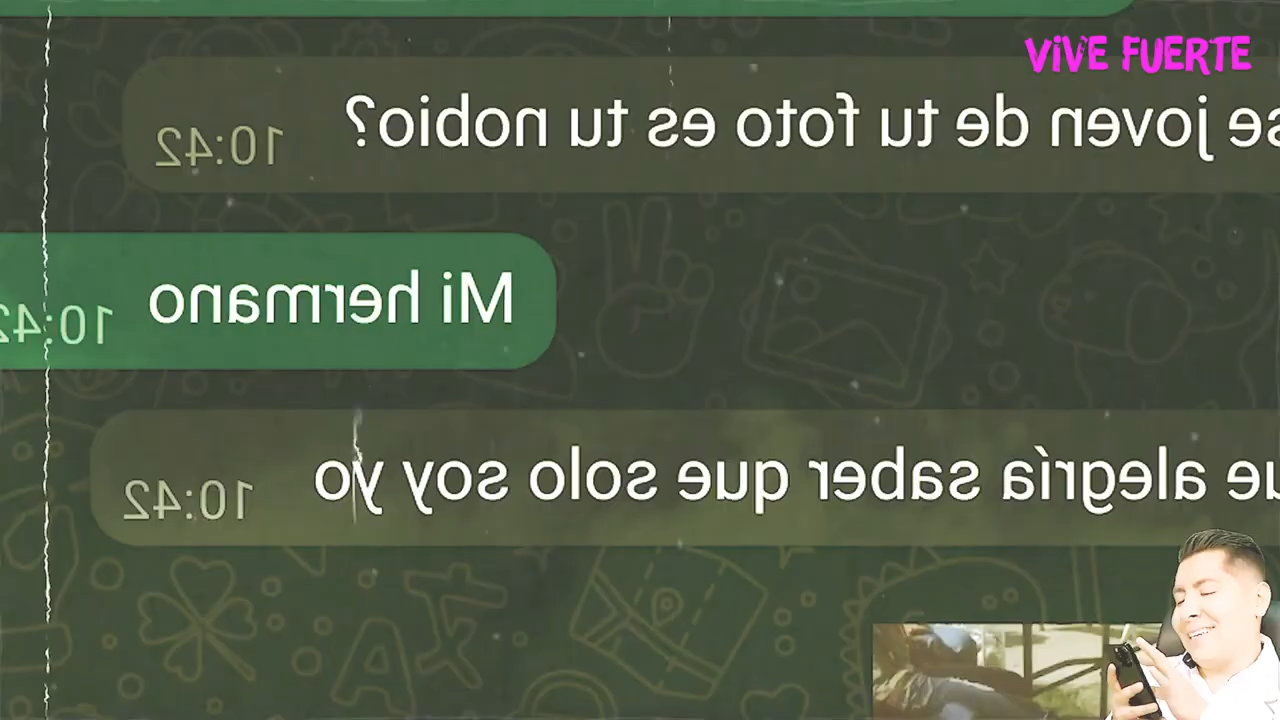 VIVE FUERTE
se joven de tu foto es tu nobio?
10:42
Mi hermano
10:42
ue alegría saber que solo soy yo
10:42